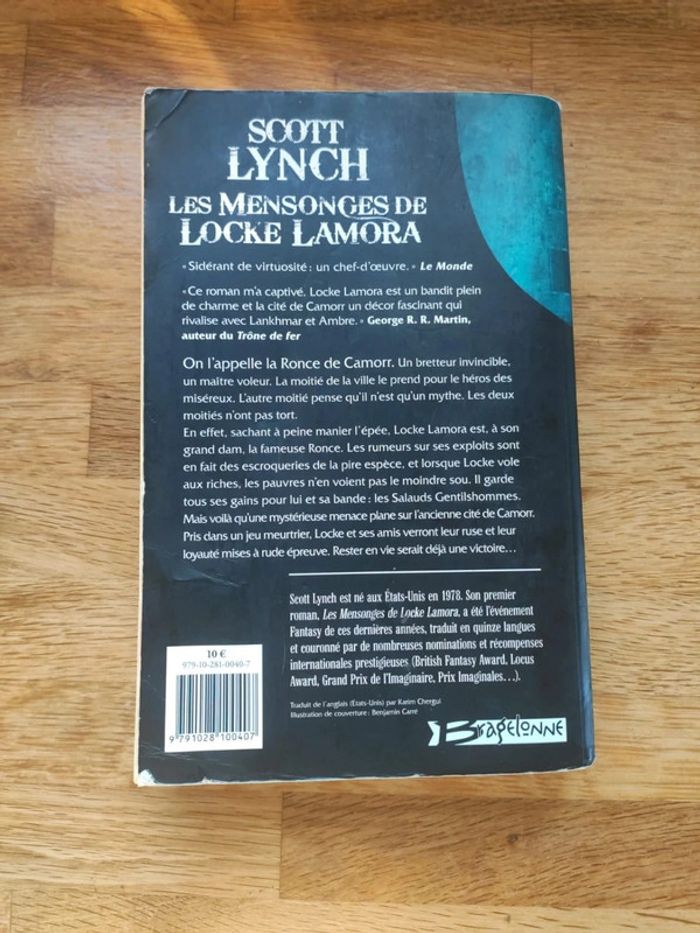 SCOTT
LYNCH
LES MENSONGES DE
LOCKE LAMORA
« Sidérant de virtuosité : un chef-d'œuvre. » Le Monde
« Ce roman m'a captivé. Locke Lamora est un bandit plein
de charme et la cité de Camorr un décor fascinant qui
rivalise avec Lankhmar et Ambre. » George R. R. Martin,
auteur du Trône de fer
On l'appelle la Ronce de Camorr. Un bretteur invincible,
un maître voleur. La moitié de la ville le prend pour le héros des
miséreux. L'autre moitié pense qu'il n'est qu'un mythe. Les deux
moitiés n'ont pas tort.
En effet, sachant à peine manier l'épée, Locke Lamora est, à son
grand dam, la fameuse Ronce. Les rumeurs sur ses exploits sont
en fait des escroqueries de la pire espèce, et lorsque Locke vole
aux riches, les pauvres n'en voient pas le moindre sou. Il garde
tous ses gains pour lui et sa bande : les Salauds Gentilshommes.
Mais voilà qu'une mystérieuse menace plane sur l'ancienne cité de Camorr.
Pris dans un jeu meurtrier, Locke et ses amis verront leur ruse et leur
loyauté mises à rude épreuve. Rester en vie serait déjà une victoire…
Scott Lynch est né aux États-Unis en 1978. Son premier
roman, Les Mensonges de Locke Lamora, a été l'événement
Fantasy de ces dernières années, traduit en quinze langues
et couronné par de nombreuses nominations et récompenses
internationales prestigieuses (British Fantasy Award, Locus
Award, Grand Prix de l'Imaginaire, Prix Imaginales…).
Traduit de l'anglais (États-Unis) par Karim Chergui
Illustration de couverture : Benjamin Carré
10 €
979-10-281-0040-7
9 791028 100407
Bragelonne